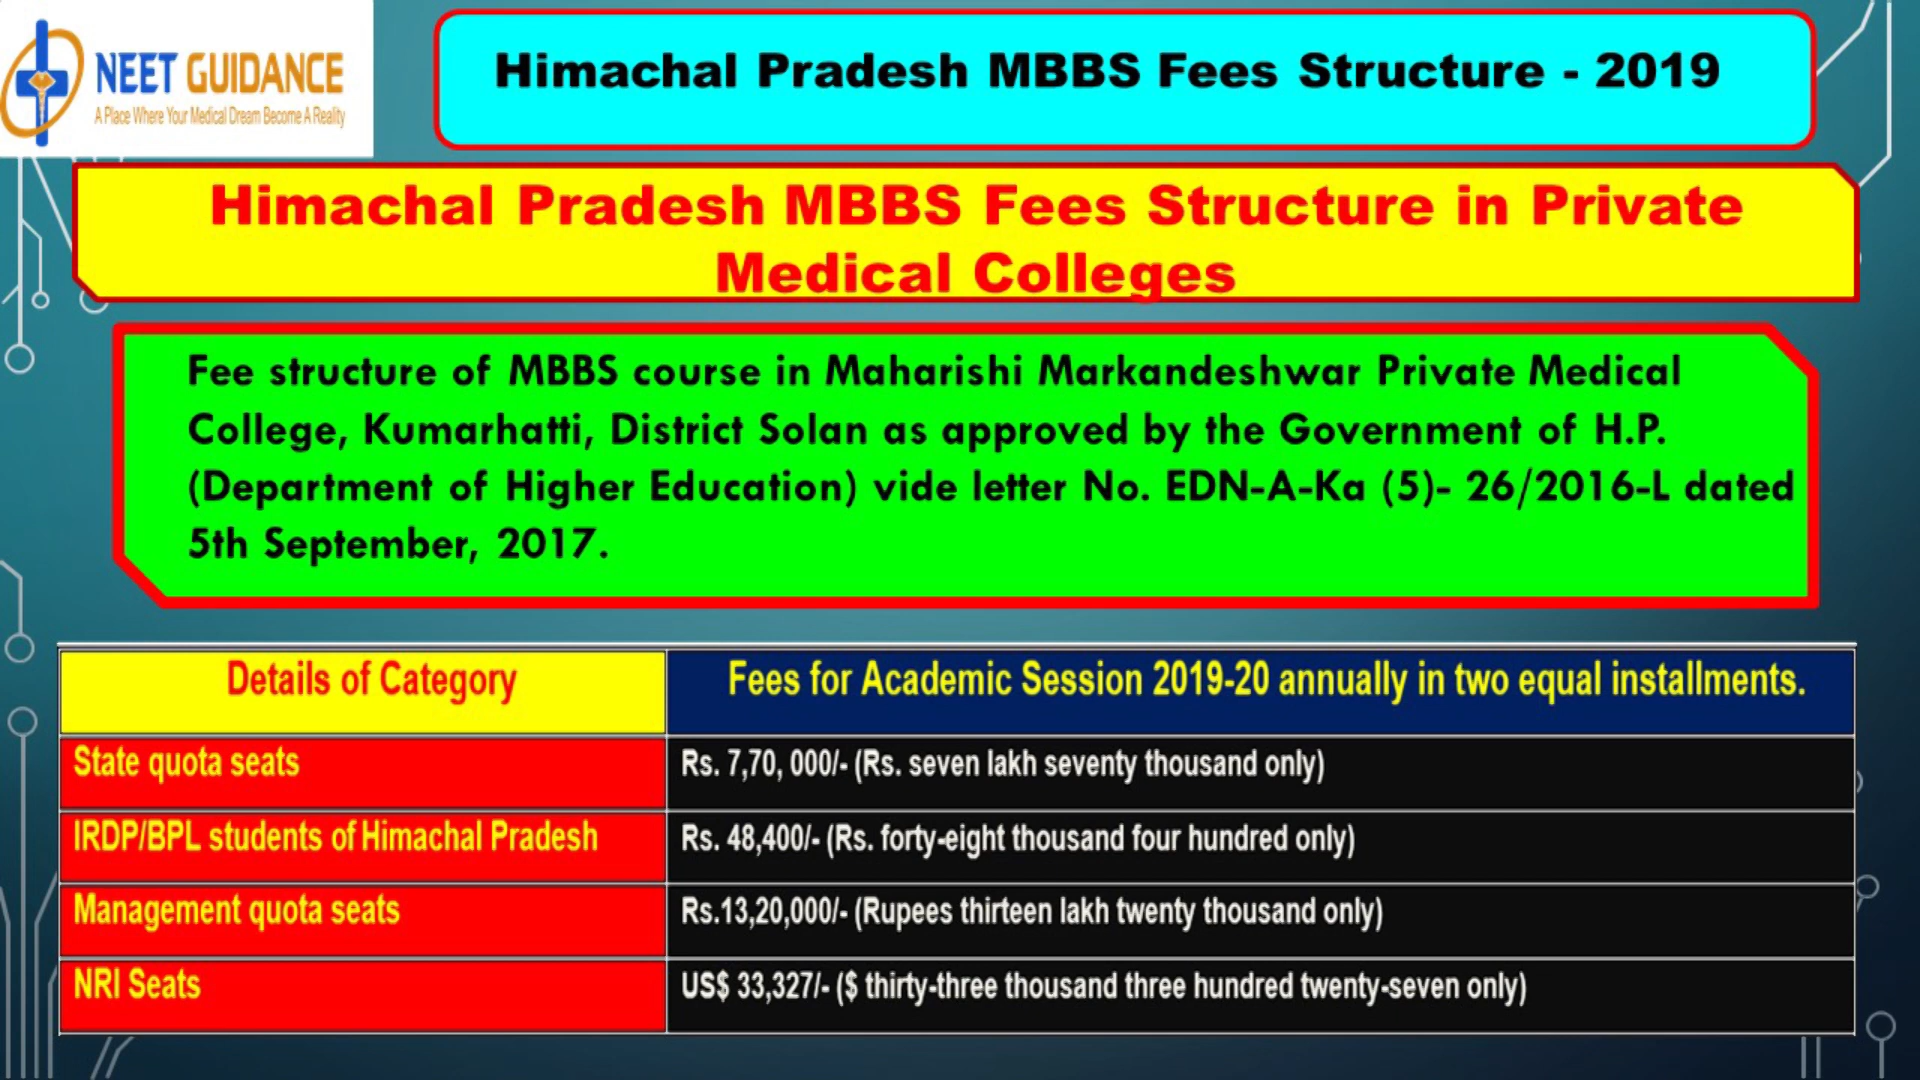 NEET GUIDANCE
A Place Where Your Medical Dream Become A Reality
Himachal Pradesh MBBS Fees Structure - 2019
Himachal Pradesh MBBS Fees Structure in Private
Medical Colleges
Fee structure of MBBS course in Maharishi Markandeshwar Private Medical
College, Kumarhatti, District Solan as approved by the Government of H.P.
(Department of Higher Education) vide letter No. EDN-A-Ka (5)- 26/2016-L dated
5th September, 2017.
Details of Category
Fees for Academic Session 2019-20 annually in two equal installments.
State quota seats
Rs. 7,70, 000/- (Rs. seven lakh seventy thousand only)
IRDP/BPL students of Himachal Pradesh
Rs. 48,400/- (Rs. forty-eight thousand four hundred only)
Management quota seats
Rs.13,20,000/- (Rupees thirteen lakh twenty thousand only)
NRI Seats
US$ 33,327/- ($ thirty-three thousand three hundred twenty-seven only)